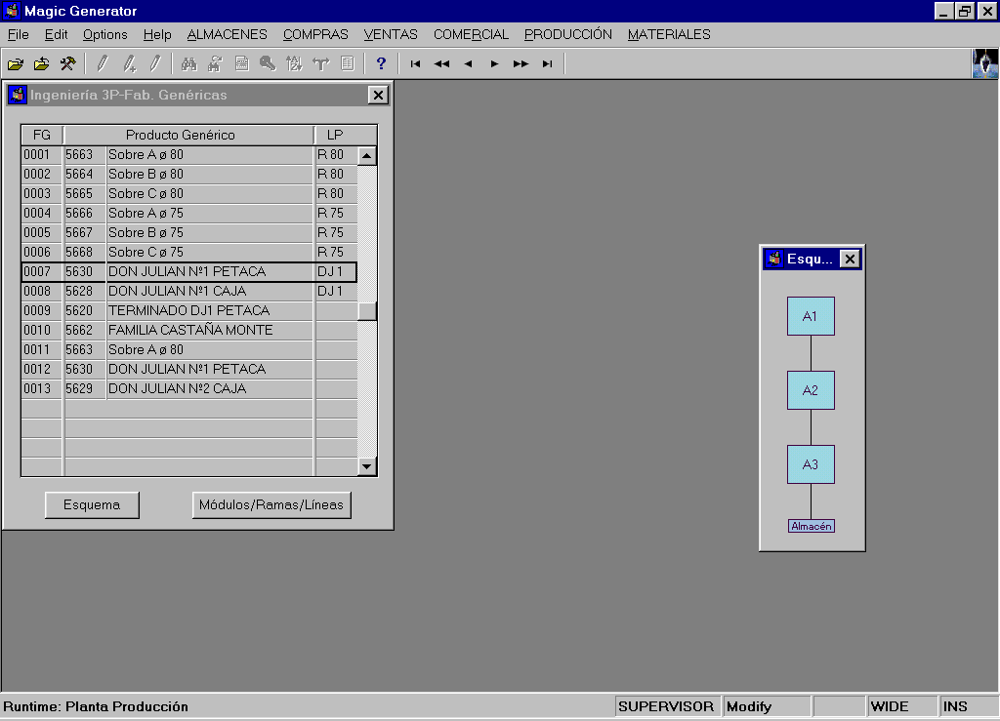 Magic Generator
File Edit Options Help ALMACENES COMPRAS VENTAS COMERCIAL PRODUCCIÓN MATERIALES
Ingeniería 3P-Fab. Genéricas
FG Producto Genérico LP
0001 5663 Sobre A ø 80 R 80
0002 5664 Sobre B ø 80 R 80
0003 5665 Sobre C ø 80 R 80
0004 5666 Sobre A ø 75 R 75
0005 5667 Sobre B ø 75 R 75
0006 5668 Sobre C ø 75 R 75
0007 5630 DON JULIAN Nº1 PETACA DJ 1
0008 5628 DON JULIAN Nº1 CAJA DJ 1
0009 5620 TERMINADO DJ1 PETACA
0010 5662 FAMILIA CASTAÑA MONTE
0011 5663 Sobre A ø 80
0012 5630 DON JULIAN Nº1 PETACA
0013 5629 DON JULIAN Nº2 CAJA
Esquema Módulos/Ramas/Líneas
Esqu...
A1
A2
A3
Almacén
Runtime: Planta Producción SUPERVISOR Modify WIDE INS